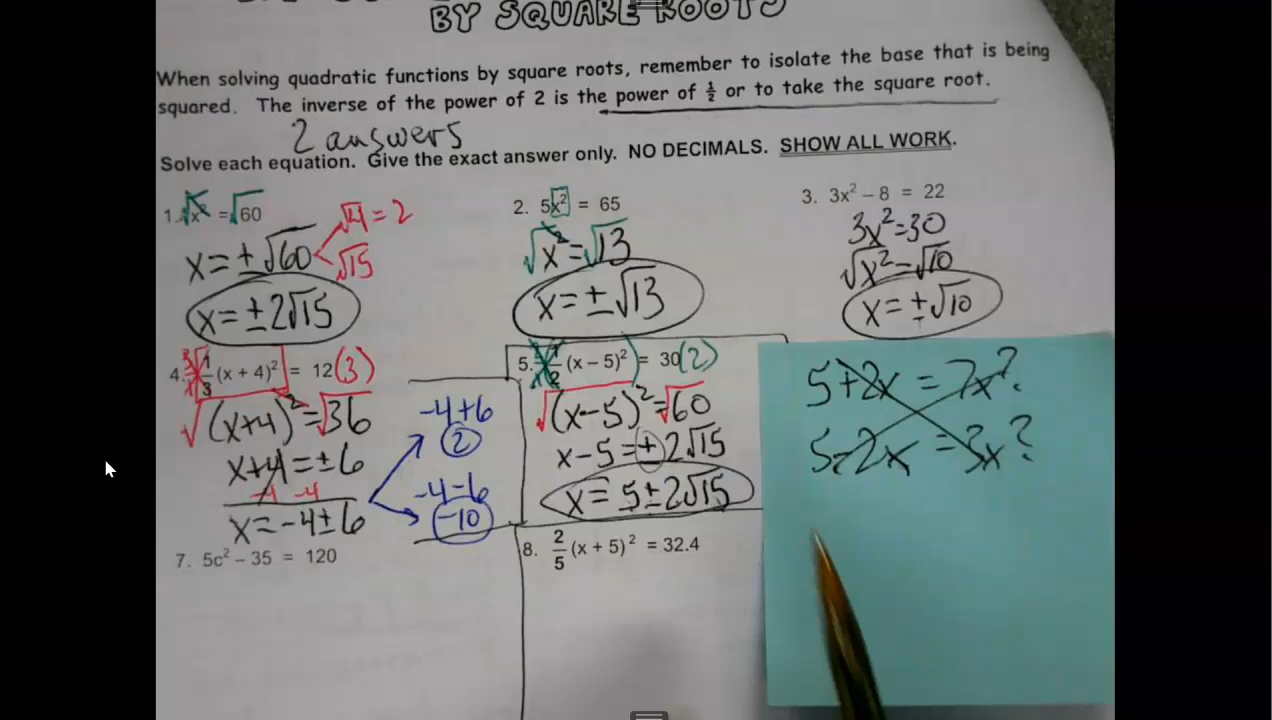 BY SQUARE ROOTS
When solving quadratic functions by square roots, remember to isolate the base that is being
squared. The inverse of the power of 2 is the power of ½ or to take the square root.
2 answers
Solve each equation. Give the exact answer only. NO DECIMALS. SHOW ALL WORK.
1. √x² = √60
√4 = 2
x = ± √60
√15
x = ± 2√15
2. 5x² = 65
√x² = √13
x = ± √13
3. 3x² – 8 = 22
3x² = 30
√x² = √10
x = ± √10
4. 3/1 · 1/3 (x + 4)² = 12 (3)
√(x+4)² = √36
x+4 = ± 6
-4 -4
x = -4 ± 6
-4+6
2
-4-6
-10
5. 1/2 (x – 5)² = 30 (2)
√(x-5)² = √60
x-5 = ± 2√15
x = 5 ± 2√15
5+2x = 7x?
5-2x = 3x?
7. 5c² – 35 = 120
8. 2/5 (x + 5)² = 32.4